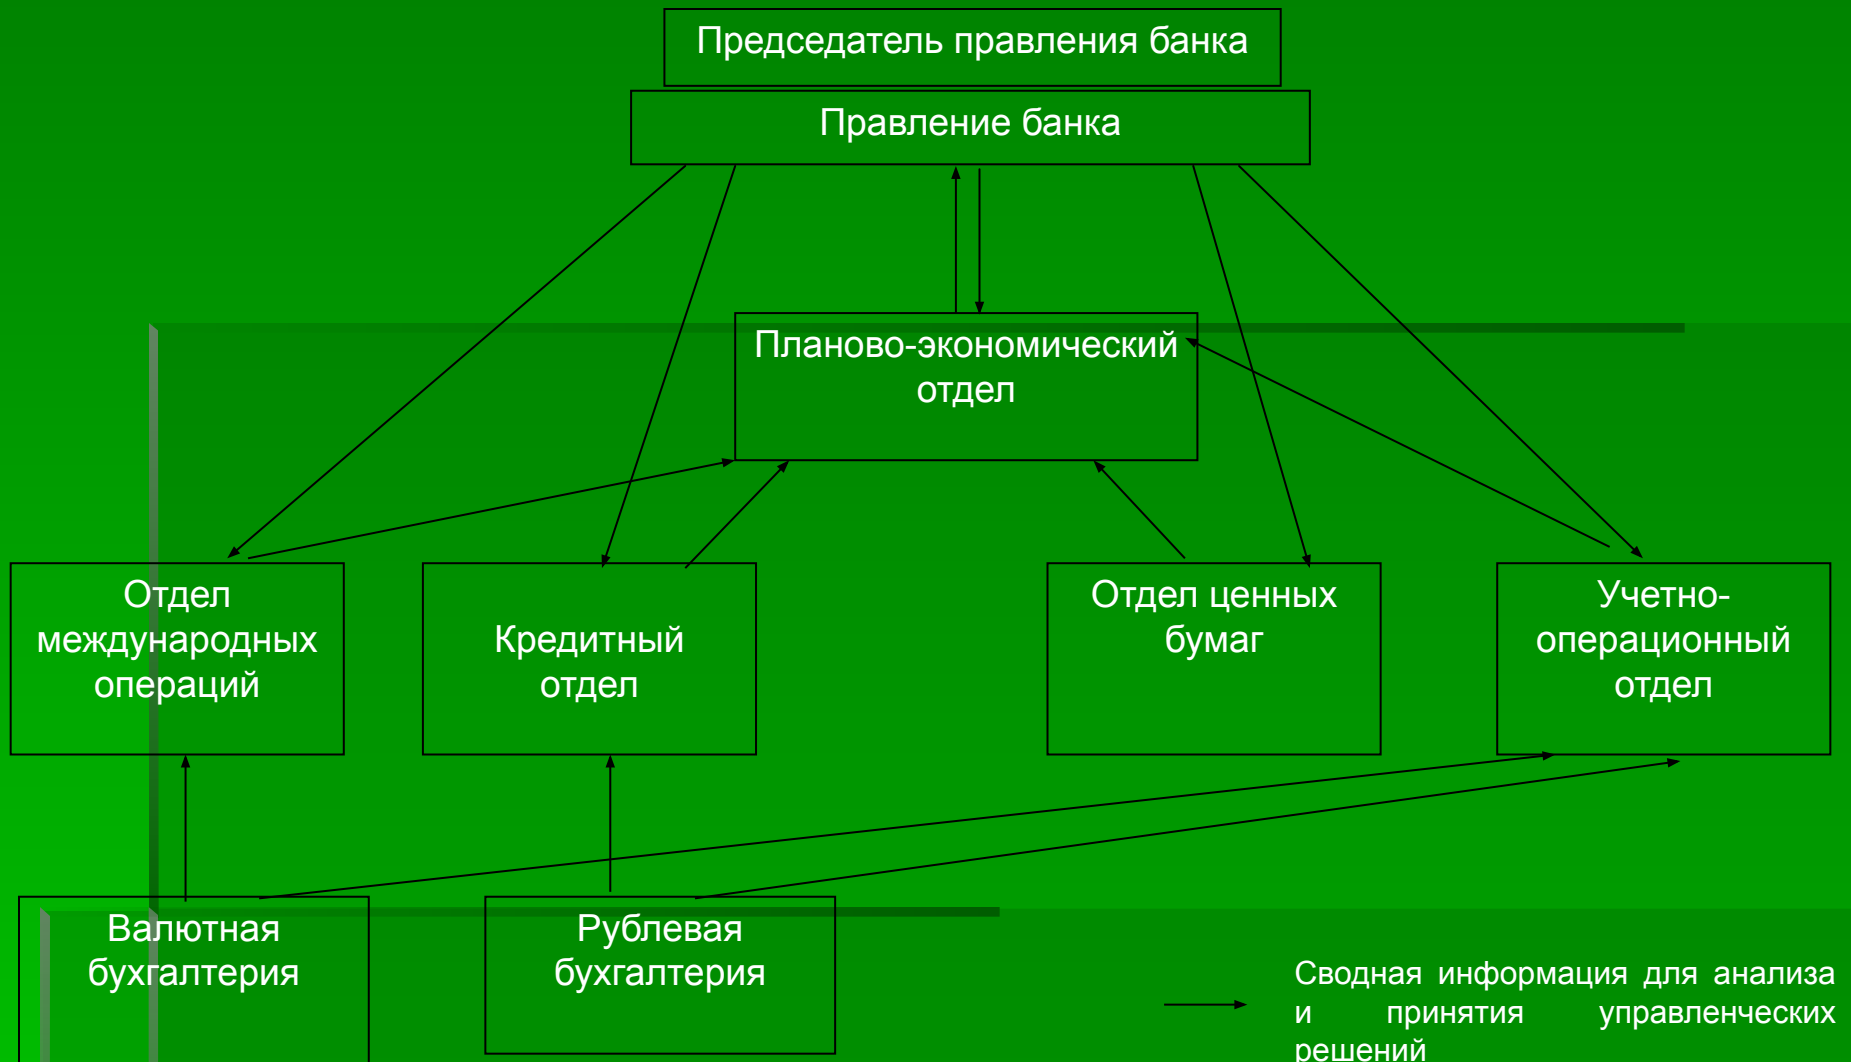 Председатель правления банка
Правление банка
Планово-экономический
отдел
Отдел
международных
операций
Кредитный
отдел
Отдел ценных
бумаг
Учетно-
операционный
отдел
Валютная
бухгалтерия
Рублевая
бухгалтерия
Сводная информация для анализа
и принятия управленческих
решений